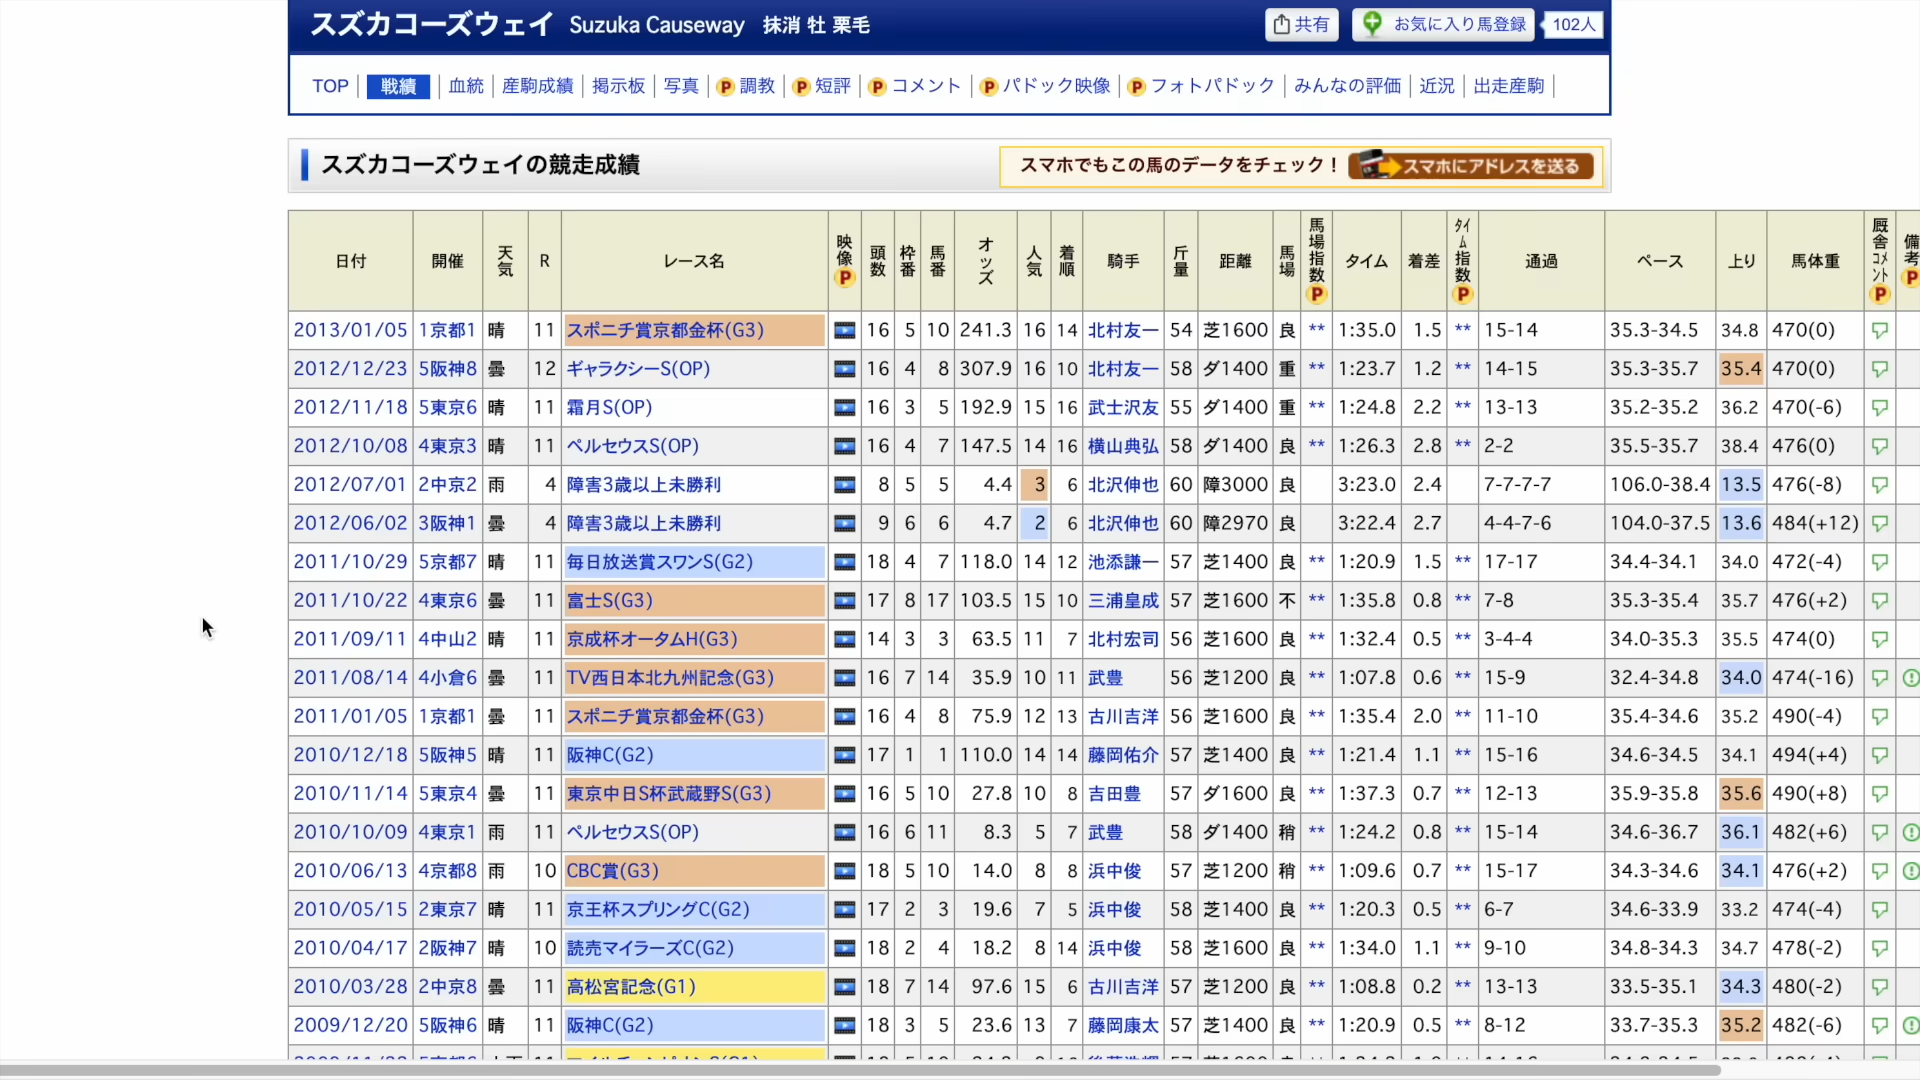 スズカコーズウェイ Suzuka Causeway 抹消 牡 栗毛 共有 お気に入り馬登録 102人
TOP 戦績 血統 産駒成績 掲示板 写真 P 調教 P 短評 P コメント P パドック映像 P フォトパドック みんなの評価 近況 出走産駒
スズカコーズウェイの競走成績 スマホでもこの馬のデータをチェック！ スマホにアドレスを送る
日付 開催 天気 R レース名 映像 P 頭数 枠番 馬番 オッズ 人気 着順 騎手 斤量 距離 馬場 馬場指数 P タイム 着差 タイム指数 P 通過 ペース 上り 馬体重 厩舎コメント P 備考 P
2013/01/05 1京都1 晴 11 スポニチ賞京都金杯(G3) 16 5 10 241.3 16 14 北村友一 54 芝1600 良 ** 1:35.0 1.5 ** 15-14 35.3-34.5 34.8 470(0)
2012/12/23 5阪神8 曇 12 ギャラクシーS(OP) 16 4 8 307.9 16 10 北村友一 58 ダ1400 重 ** 1:23.7 1.2 ** 14-15 35.3-35.7 35.4 470(0)
2012/11/18 5東京6 晴 11 霜月S(OP) 16 3 5 192.9 15 16 武士沢友 55 ダ1400 重 ** 1:24.8 2.2 ** 13-13 35.2-35.2 36.2 470(-6)
2012/10/08 4東京3 晴 11 ペルセウスS(OP) 16 4 7 147.5 14 16 横山典弘 58 ダ1400 良 ** 1:26.3 2.8 ** 2-2 35.5-35.7 38.4 476(0)
2012/07/01 2中京2 雨 4 障害3歳以上未勝利 8 5 5 4.4 3 6 北沢伸也 60 障3000 良 3:23.0 2.4 7-7-7-7 106.0-38.4 13.5 476(-8)
2012/06/02 3阪神1 曇 4 障害3歳以上未勝利 9 6 6 4.7 2 6 北沢伸也 60 障2970 良 3:22.4 2.7 4-4-7-6 104.0-37.5 13.6 484(+12)
2011/10/29 5京都7 晴 11 毎日放送賞スワンS(G2) 18 4 7 118.0 14 12 池添謙一 57 芝1400 良 ** 1:20.9 1.5 ** 17-17 34.4-34.1 34.0 472(-4)
2011/10/22 4東京6 曇 11 富士S(G3) 17 8 17 103.5 15 10 三浦皇成 57 芝1600 不 ** 1:35.8 0.8 ** 7-8 35.3-35.4 35.7 476(+2)
2011/09/11 4中山2 晴 11 京成杯オータムH(G3) 14 3 3 63.5 11 7 北村宏司 56 芝1600 良 ** 1:32.4 0.5 ** 3-4-4 34.0-35.3 35.5 474(0)
2011/08/14 4小倉6 曇 11 TV西日本北九州記念(G3) 16 7 14 35.9 10 11 武豊 56 芝1200 良 ** 1:07.8 0.6 ** 15-9 32.4-34.8 34.0 474(-16)
2011/01/05 1京都1 曇 11 スポニチ賞京都金杯(G3) 16 4 8 75.9 12 13 古川吉洋 56 芝1600 良 ** 1:35.4 2.0 ** 11-10 35.4-34.6 35.2 490(-4)
2010/12/18 5阪神5 晴 11 阪神C(G2) 17 1 1 110.0 14 14 藤岡佑介 57 芝1400 良 ** 1:21.4 1.1 ** 15-16 34.6-34.5 34.1 494(+4)
2010/11/14 5東京4 曇 11 東京中日S杯武蔵野S(G3) 16 5 10 27.8 10 8 吉田豊 57 ダ1600 良 ** 1:37.3 0.7 ** 12-13 35.9-35.8 35.6 490(+8)
2010/10/09 4東京1 雨 11 ペルセウスS(OP) 16 6 11 8.3 5 7 武豊 58 ダ1400 稍 ** 1:24.2 0.8 ** 15-14 34.6-36.7 36.1 482(+6)
2010/06/13 4京都8 雨 10 CBC賞(G3) 18 5 10 14.0 8 8 浜中俊 57 芝1200 稍 ** 1:09.6 0.7 ** 15-17 34.3-34.6 34.1 476(+2)
2010/05/15 2東京7 晴 11 京王杯スプリングC(G2) 17 2 3 19.6 7 5 浜中俊 58 芝1400 良 ** 1:20.3 0.5 ** 6-7 34.6-33.9 33.2 474(-4)
2010/04/17 2阪神7 晴 10 読売マイラーズC(G2) 18 2 4 18.2 8 14 浜中俊 58 芝1600 良 ** 1:34.0 1.1 ** 9-10 34.8-34.3 34.7 478(-2)
2010/03/28 2中京8 曇 11 高松宮記念(G1) 18 7 14 97.6 15 6 古川吉洋 57 芝1200 良 ** 1:08.8 0.2 ** 13-13 33.5-35.1 34.3 480(-2)
2009/12/20 5阪神6 晴 11 阪神C(G2) 18 3 5 23.6 13 7 藤岡康太 57 芝1400 良 ** 1:20.9 0.5 ** 8-12 33.7-35.3 35.2 482(-6)